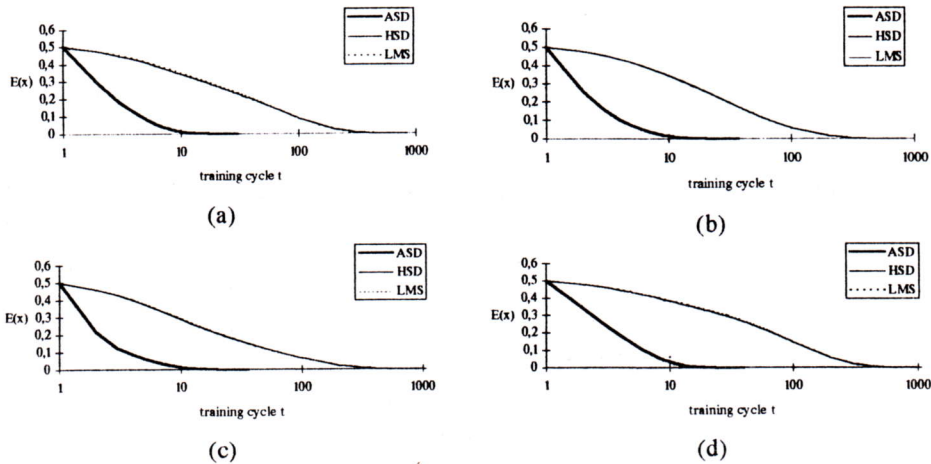 0,6
0,5
0,4
E(x) 0,3
0,2
0,1
0
1 10 100 1000
training cycle t
ASD
HSD
LMS
(a)
0,6
0,5
0,4
E(x) 0,3
0,2
0,1
0
1 10 100 1000
training cycle t
ASD
HSD
LMS
(b)
0,6
0,5
0,4
E(x) 0,3
0,2
0,1
0
1 10 100 1000
training cycle t
ASD
HSD
LMS
(c)
0,6
0,5
0,4
E(x) 0,3
0,2
0,1
0
1 10 100 1000
training cycle t
ASD
HSD
LMS
(d)